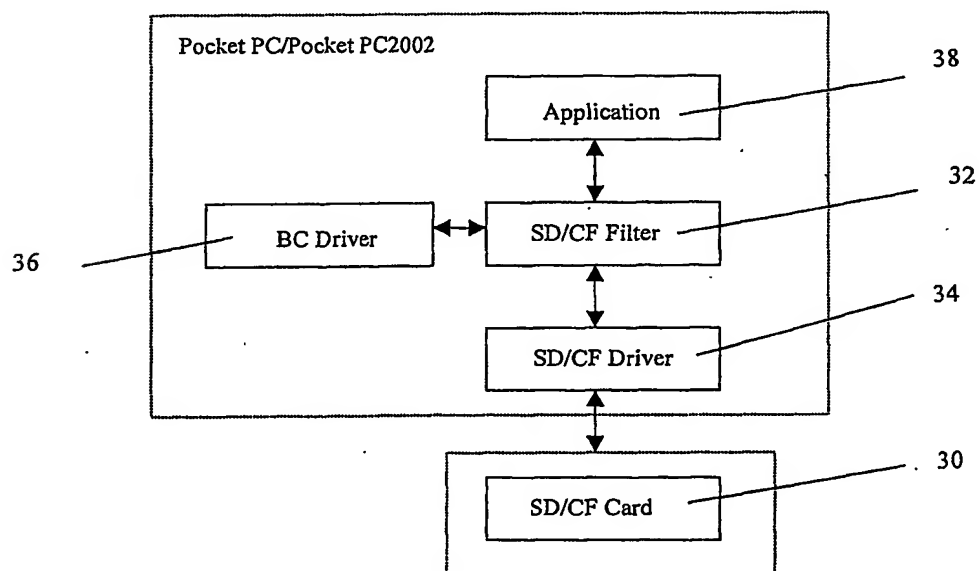 Pocket PC/Pocket PC2002
38
Application
32
BC Driver
SD/CF Filter
36
34
SD/CF Driver
30
SD/CF Card